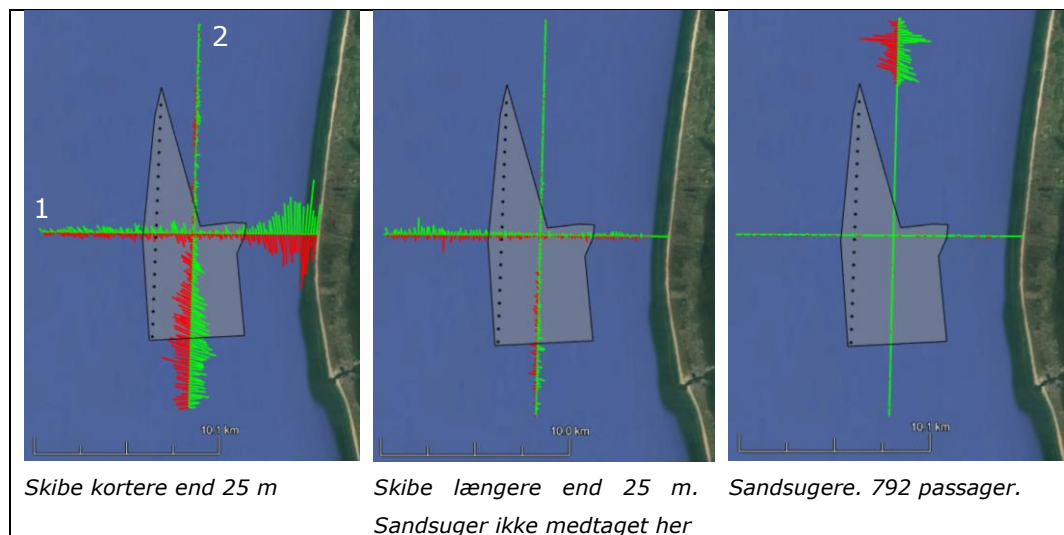 2
1
10.1 km
10.0 km
10.1 km
Skibe kortere end 25 m
Skibe længere end 25 m.
Sandsuger ikke medtaget her
Sandsugere. 792 passager.